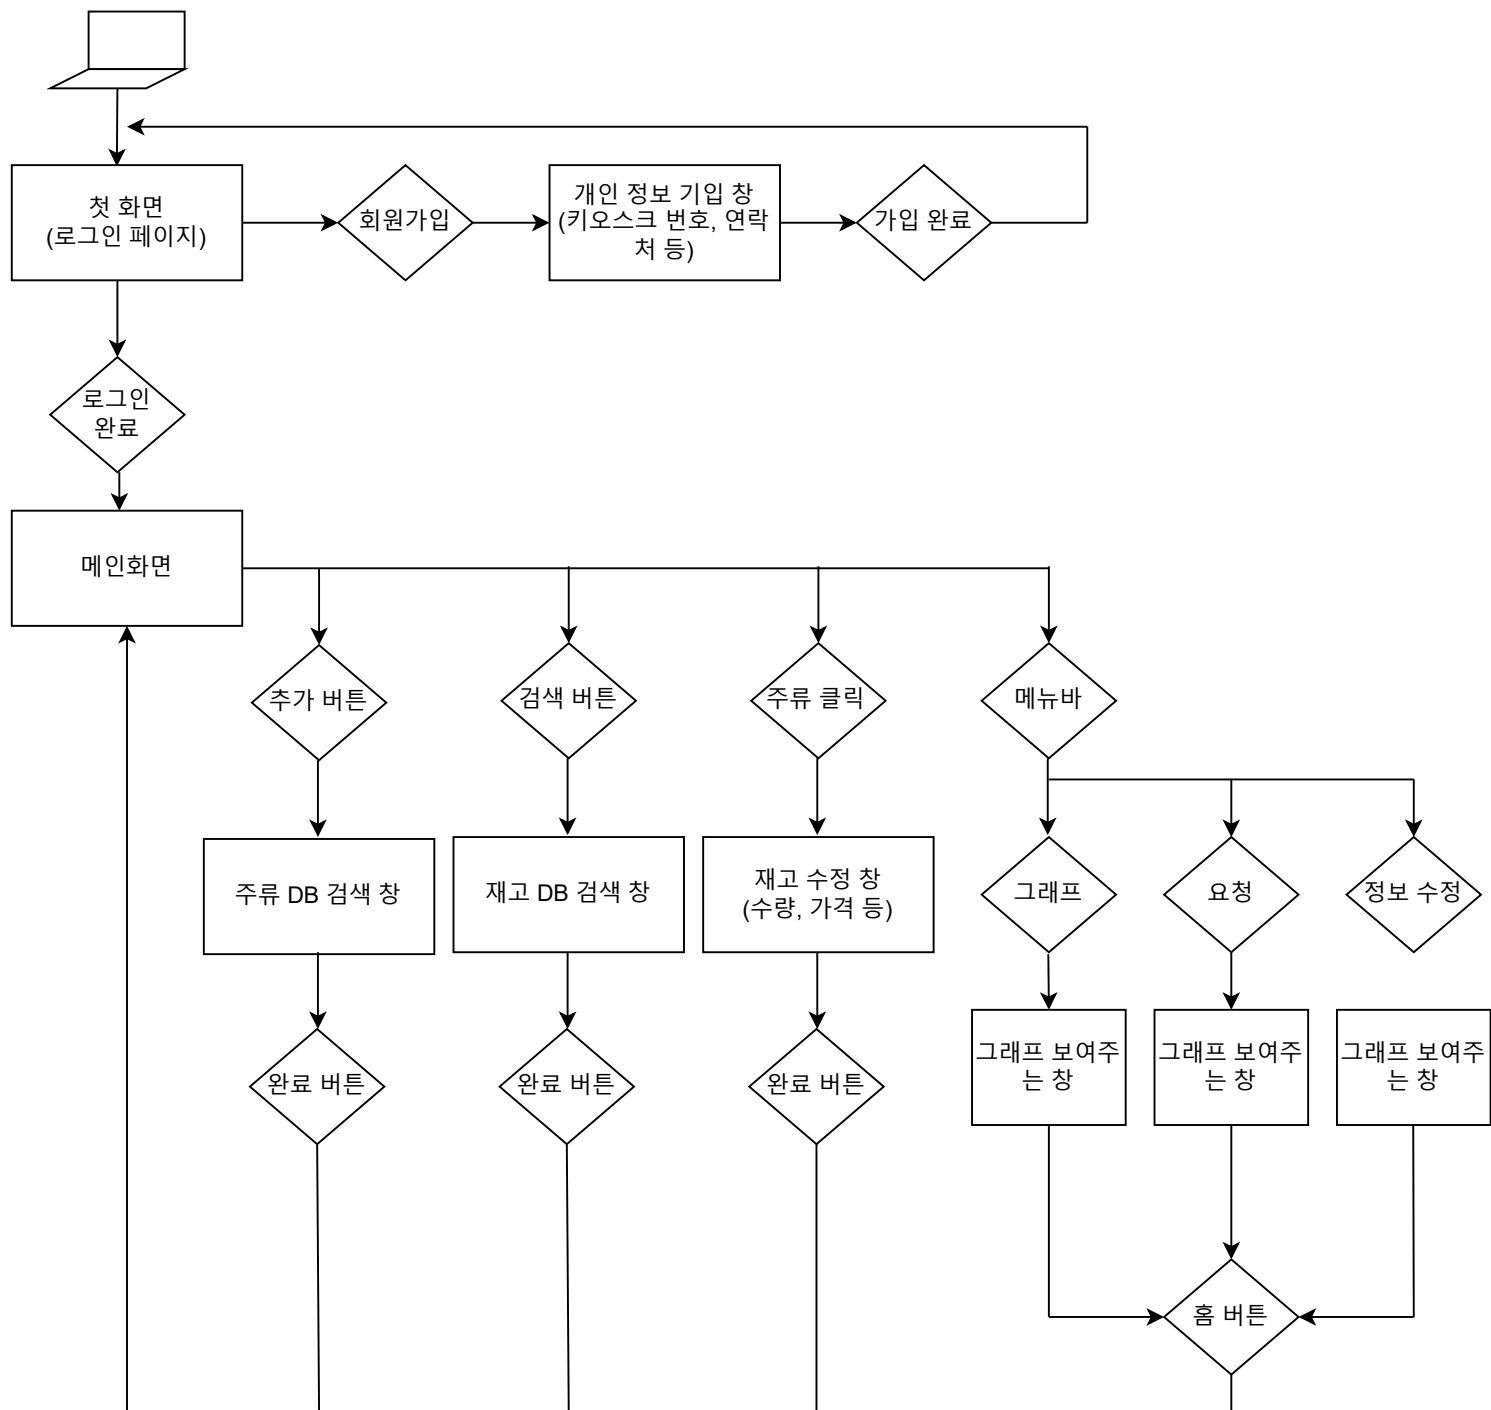 첫 화면
(로그인 페이지)
회원가입
개인 정보 기입 창
(키오스크 번호, 연락
처 등)
가입 완료
로그인
완료
메인화면
추가 버튼
검색 버튼
주류 클릭
메뉴바
주류 DB 검색 창
재고 DB 검색 창
재고 수정 창
(수량, 가격 등)
그래프
요청
정보 수정
완료 버튼
완료 버튼
완료 버튼
그래프 보여주
는 창
그래프 보여주
는 창
그래프 보여주
는 창
홈 버튼